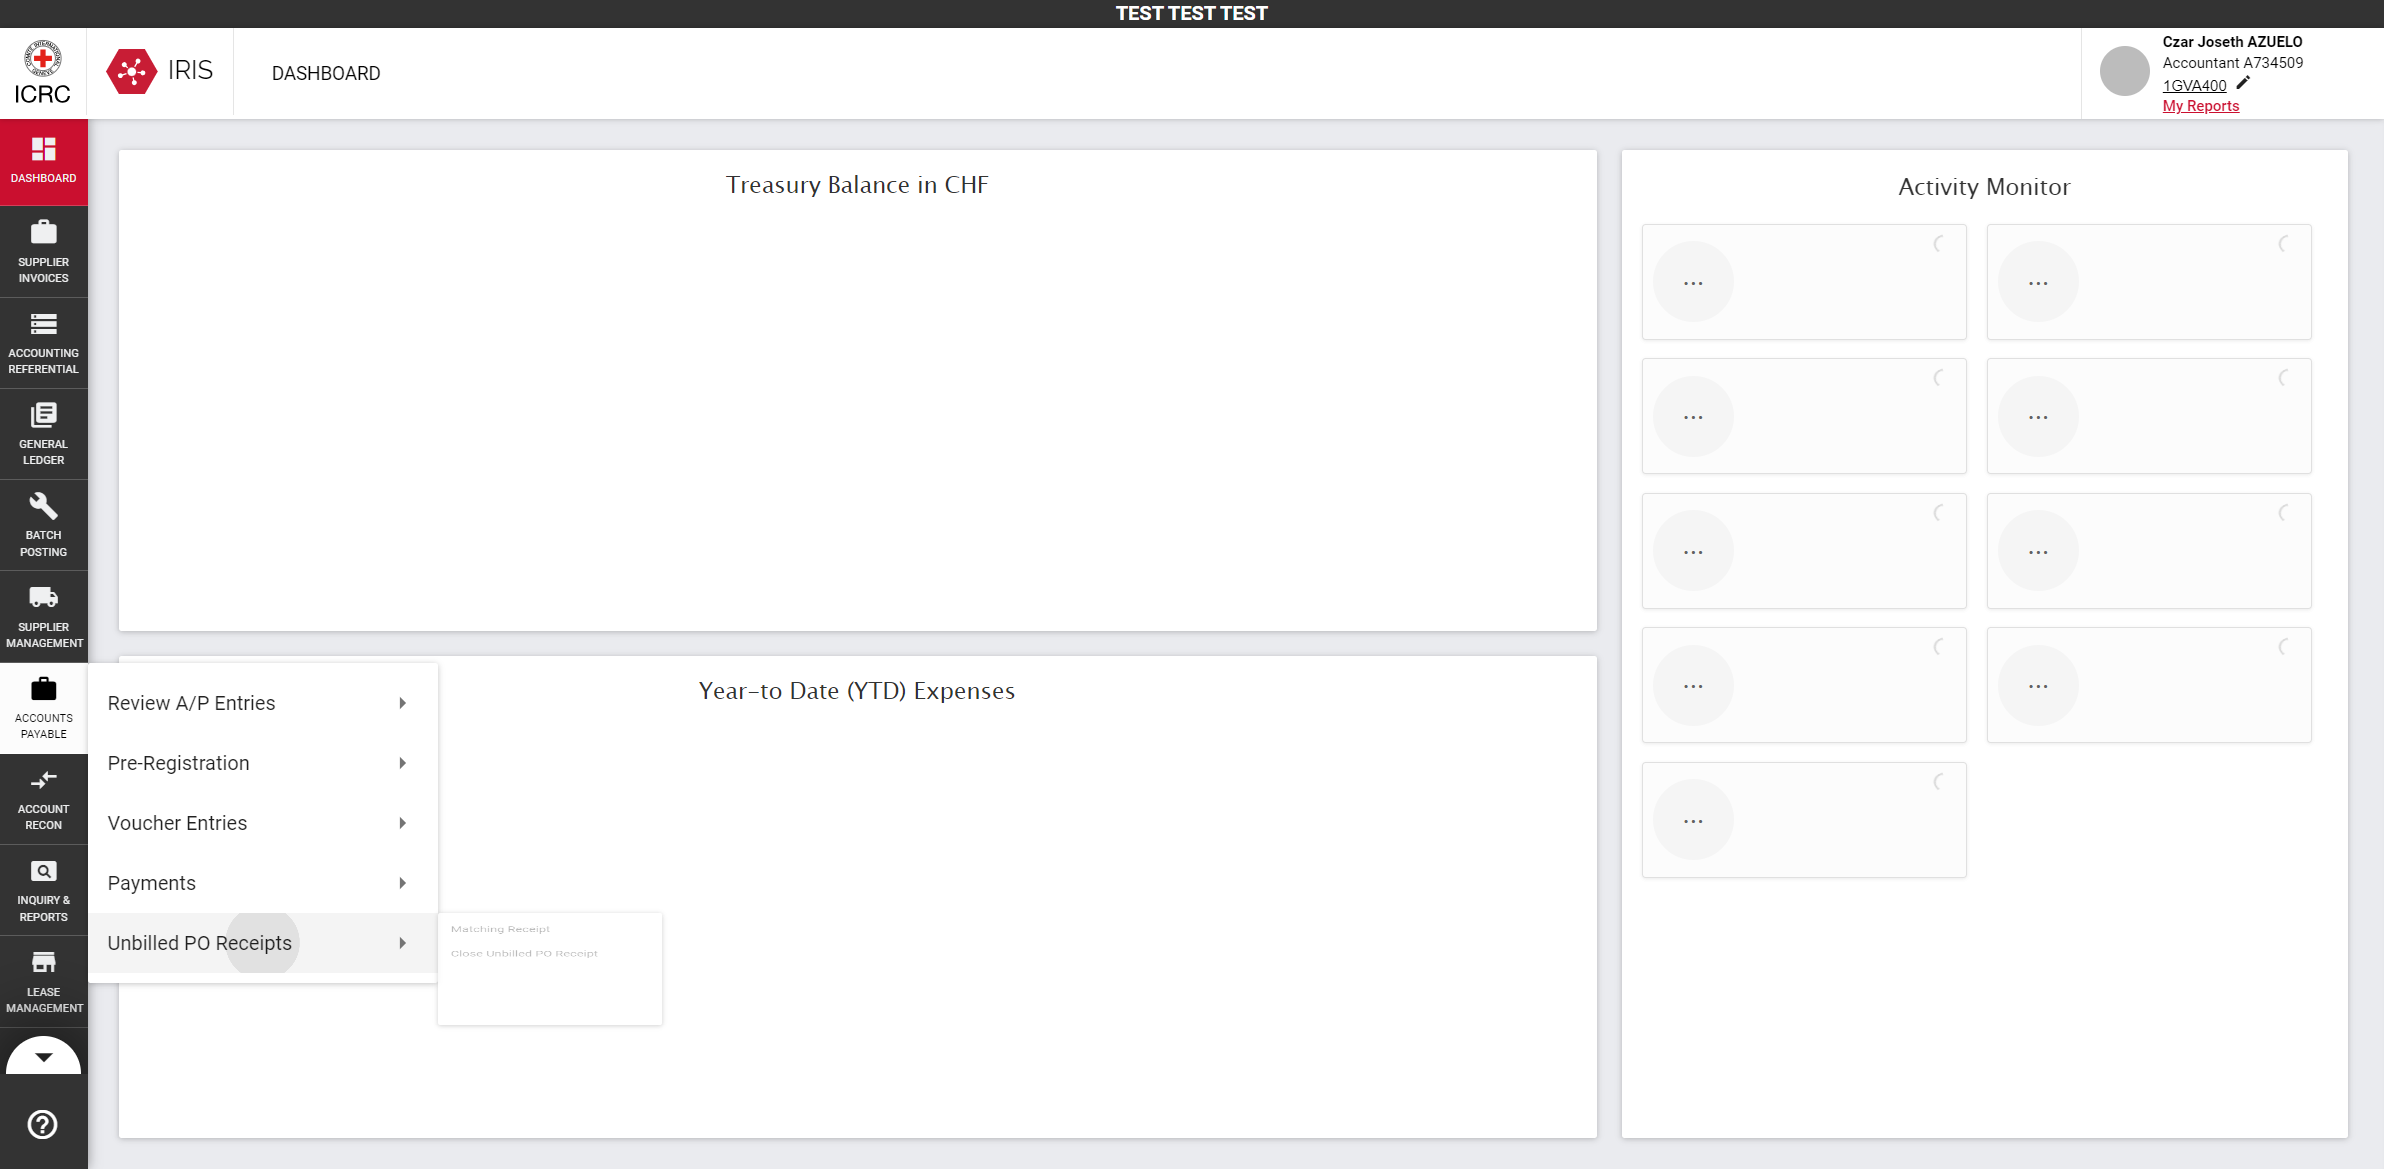 TEST TEST TEST
ICRC
IRIS
DASHBOARD
Czar Joseth AZUELO
Accountant A734509
1GVA400
My Reports
DASHBOARD
SUPPLIER
INVOICES
ACCOUNTING
REFERENTIAL
GENERAL
LEDGER
BATCH
POSTING
SUPPLIER
MANAGEMENT
ACCOUNTS
PAYABLE
ACCOUNT
RECON
INQUIRY &
REPORTS
LEASE
MANAGEMENT
Treasury Balance in CHF
Year-to Date (YTD) Expenses
Review A/P Entries
Pre-Registration
Voucher Entries
Payments
Unbilled PO Receipts
Matching Receipt
Close Unbilled PO Receipt
Activity Monitor
...
...
...
...
...
...
...
...
...